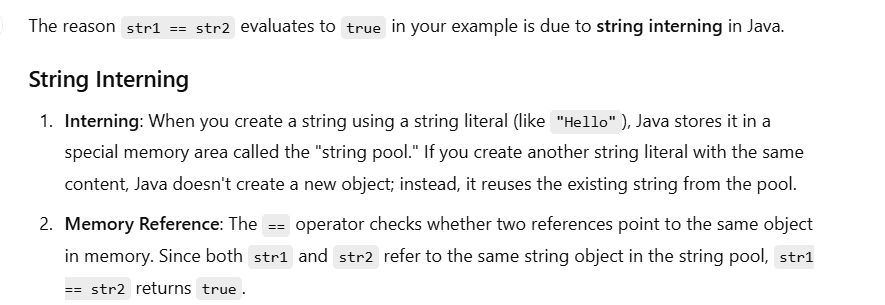 The reason str1 == str2 evaluates to true in your example is due to string interning in Java.
String Interning
1. Interning: When you create a string using a string literal (like "Hello"), Java stores it in a
special memory area called the "string pool." If you create another string literal with the same
content, Java doesn't create a new object; instead, it reuses the existing string from the pool.
2. Memory Reference: The == operator checks whether two references point to the same object
in memory. Since both str1 and str2 refer to the same string object in the string pool, str1
== str2 returns true.